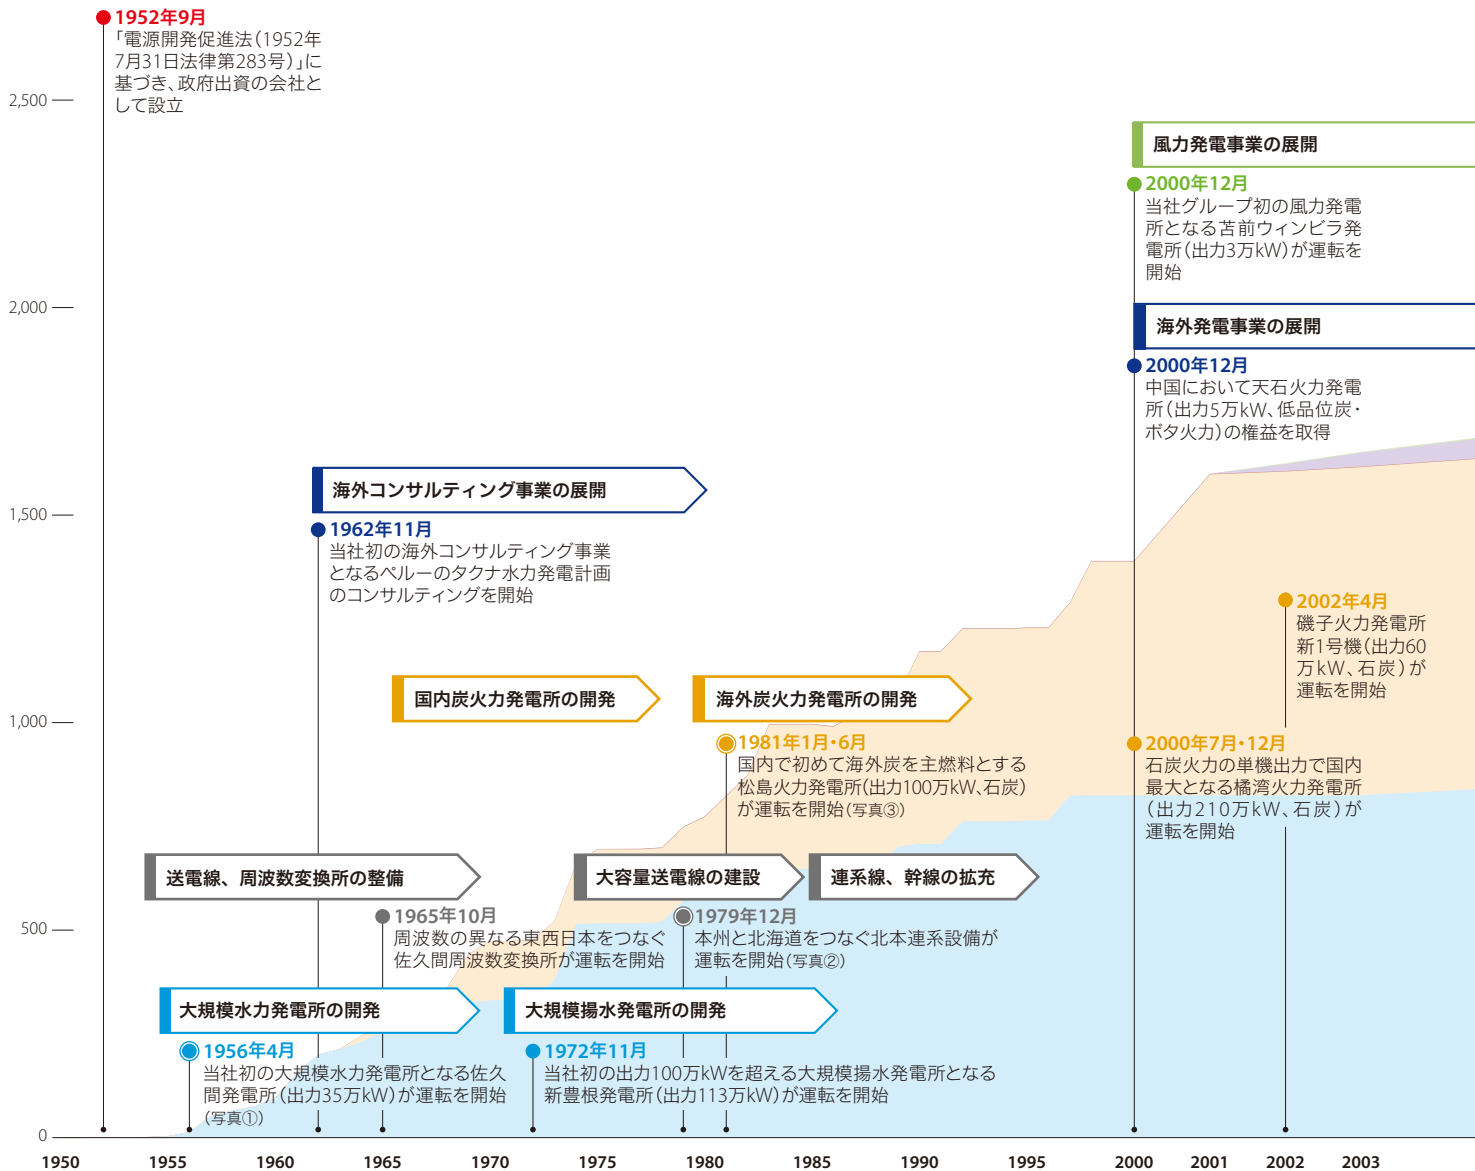 1952年9月
「電源開発促進法(1952年
7月31日法律第283号)」に
基づき、政府出資の会社と
して設立
2,500
風力発電事業の展開
2000年12月
当社グループ初の風力発電
所となる苫前ウィンビラ発
電所(出力3万kW)が運転を
開始
2,000
海外発電事業の展開
2000年12月
中国において天石火力発電
所(出力5万kW、低品位炭・
ボタ火力)の権益を取得
海外コンサルティング事業の展開
1,500
1962年11月
当社初の海外コンサルティング事業
となるペルーのタクナ水力発電計画
のコンサルティングを開始
2002年4月
磯子火力発電所
新1号機(出力60
万kW、石炭)が
運転を開始
国内炭火力発電所の開発
海外炭火力発電所の開発
1,000
1981年1月・6月
国内で初めて海外炭を主燃料とする
松島火力発電所(出力100万kW、石炭)
が運転を開始(写真③)
2000年7月・12月
石炭火力の単機出力で国内
最大となる橘湾火力発電所
(出力210万kW、石炭)が
運転を開始
送電線、周波数変換所の整備
大容量送電線の建設
連系線、幹線の拡充
500
1965年10月
周波数の異なる東西日本をつなぐ
佐久間周波数変換所が運転を開始
1979年12月
本州と北海道をつなぐ北本連系設備が
運転を開始(写真②)
大規模水力発電所の開発
大規模揚水発電所の開発
1956年4月
当社初の大規模水力発電所となる佐久
間発電所(出力35万kW)が運転を開始
(写真①)
1972年11月
当社初の出力100万kWを超える大規模揚水発電所となる
新豊根発電所(出力113万kW)が運転を開始
0
1950 1955 1960 1965 1970 1975 1980 1985 1990 1995 2000 2001 2002 2003